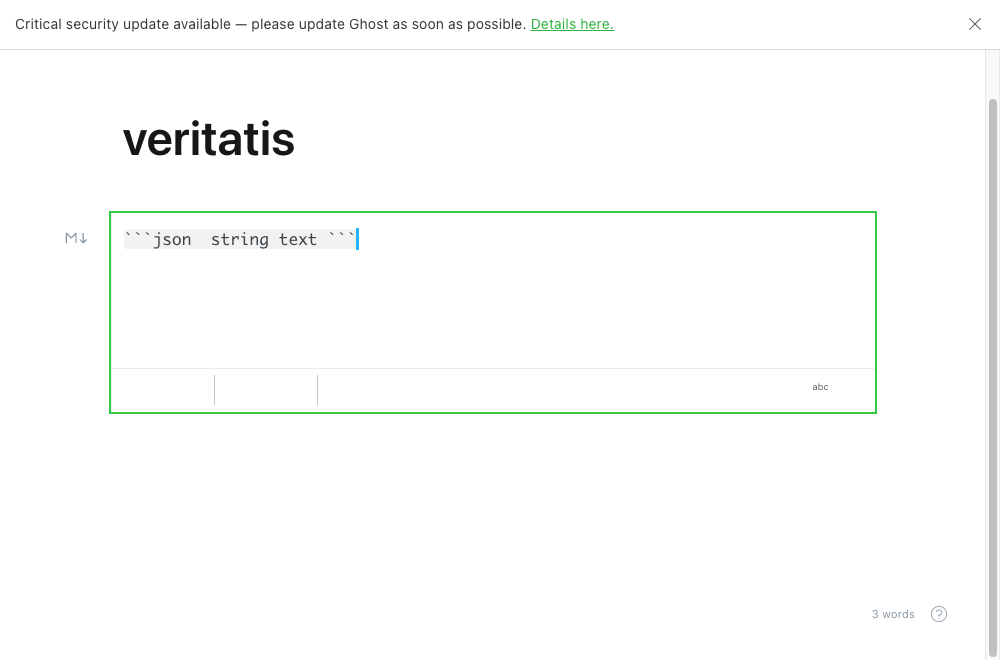 Critical security update available — please update Ghost as soon as possible. Details here.
veritatis
M↓
```json  string text ```
abc
3 words
?